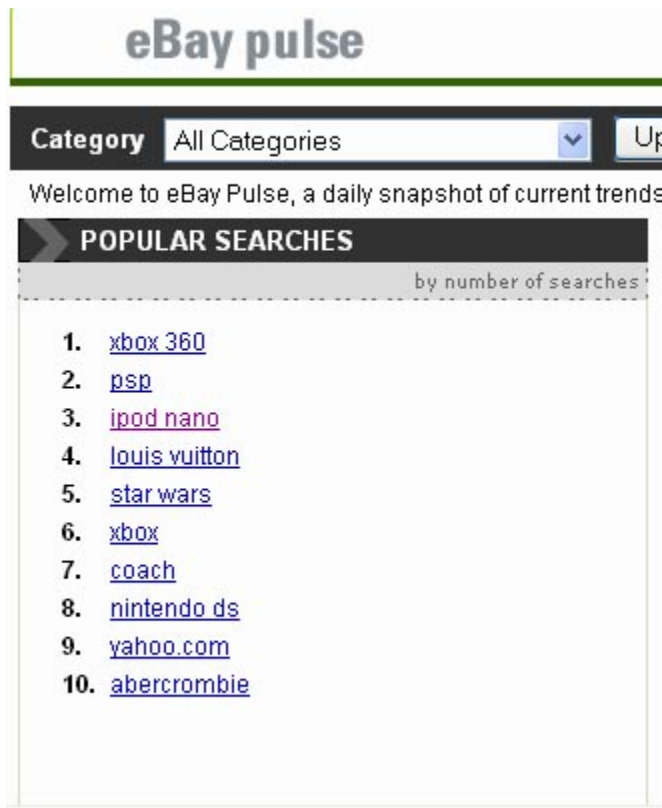 eBay pulse
Category All Categories Up
Welcome to eBay Pulse, a daily snapshot of current trends
POPULAR SEARCHES
by number of searches
1. xbox 360
2. psp
3. ipod nano
4. louis vuitton
5. star wars
6. xbox
7. coach
8. nintendo ds
9. yahoo.com
10. abercrombie